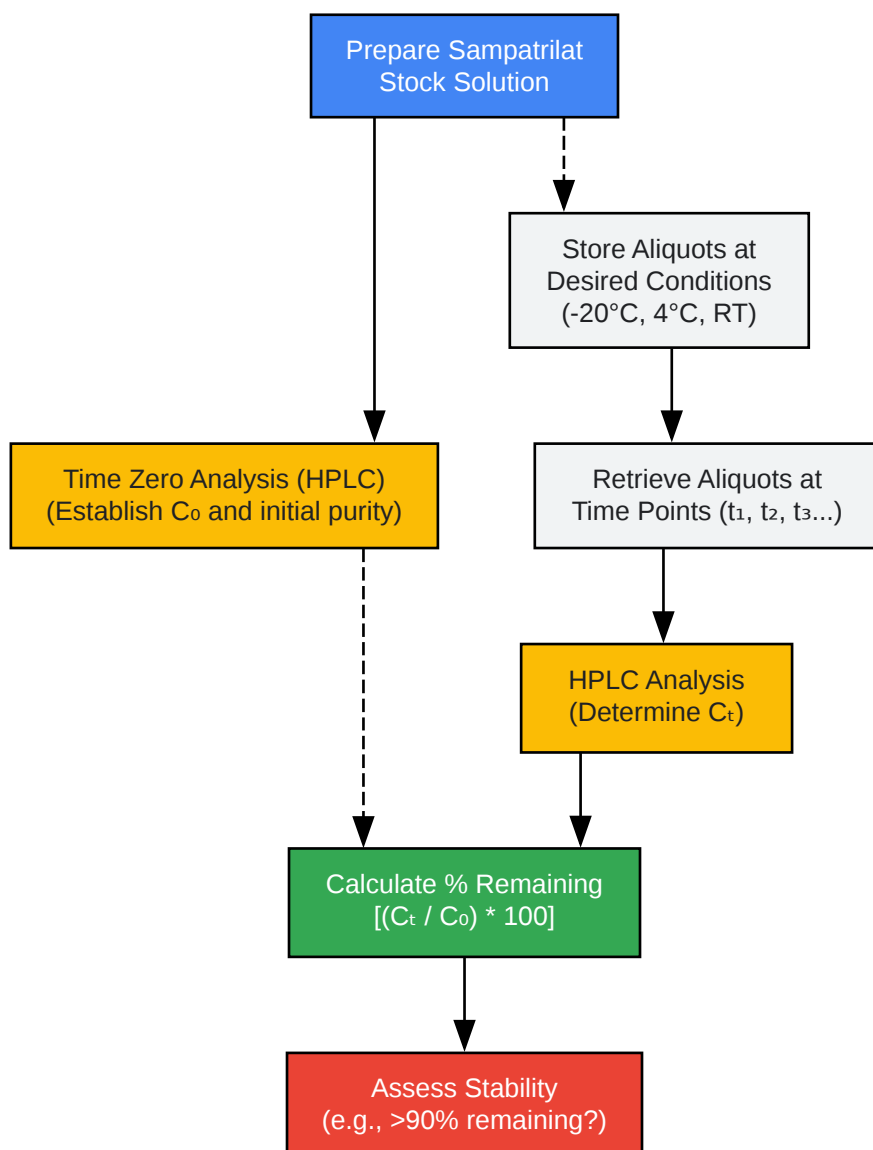 Prepare Sampatrilat
Stock Solution
Store Aliquots at
Desired Conditions
(-20°C, 4°C, RT)
Time Zero Analysis (HPLC)
(Establish C₀ and initial purity)
Retrieve Aliquots at
Time Points (t₁, t₂, t₃...)
HPLC Analysis
(Determine Cₜ)
Calculate % Remaining
[(Cₜ / C₀) * 100]
Assess Stability
(e.g., >90% remaining?)